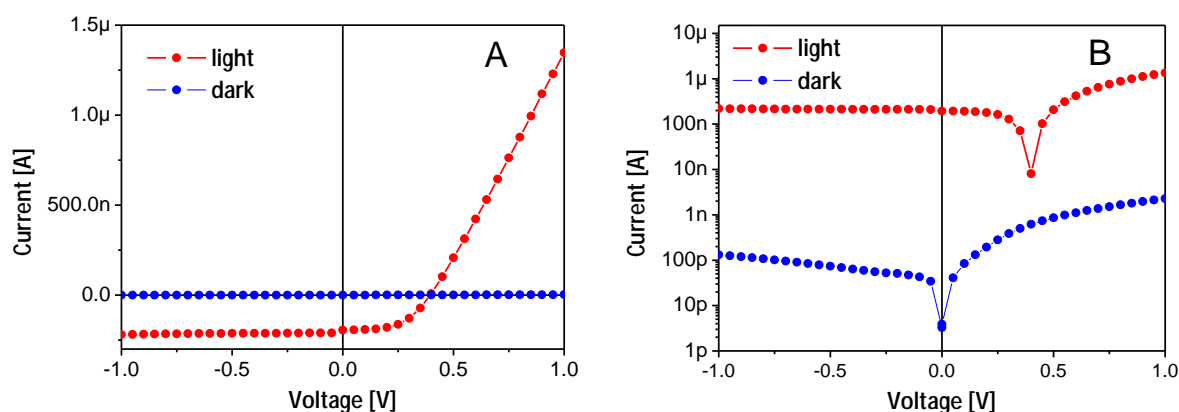 1.5µ
1.0µ
500.0n
0.0
Current [A]
light
dark
A
-1.0
-0.5
0.0
0.5
1.0
Voltage [V]
10µ
1µ
100n
10n
1n
100p
10p
1p
Current [A]
light
dark
B
-1.0
-0.5
0.0
0.5
1.0
Voltage [V]